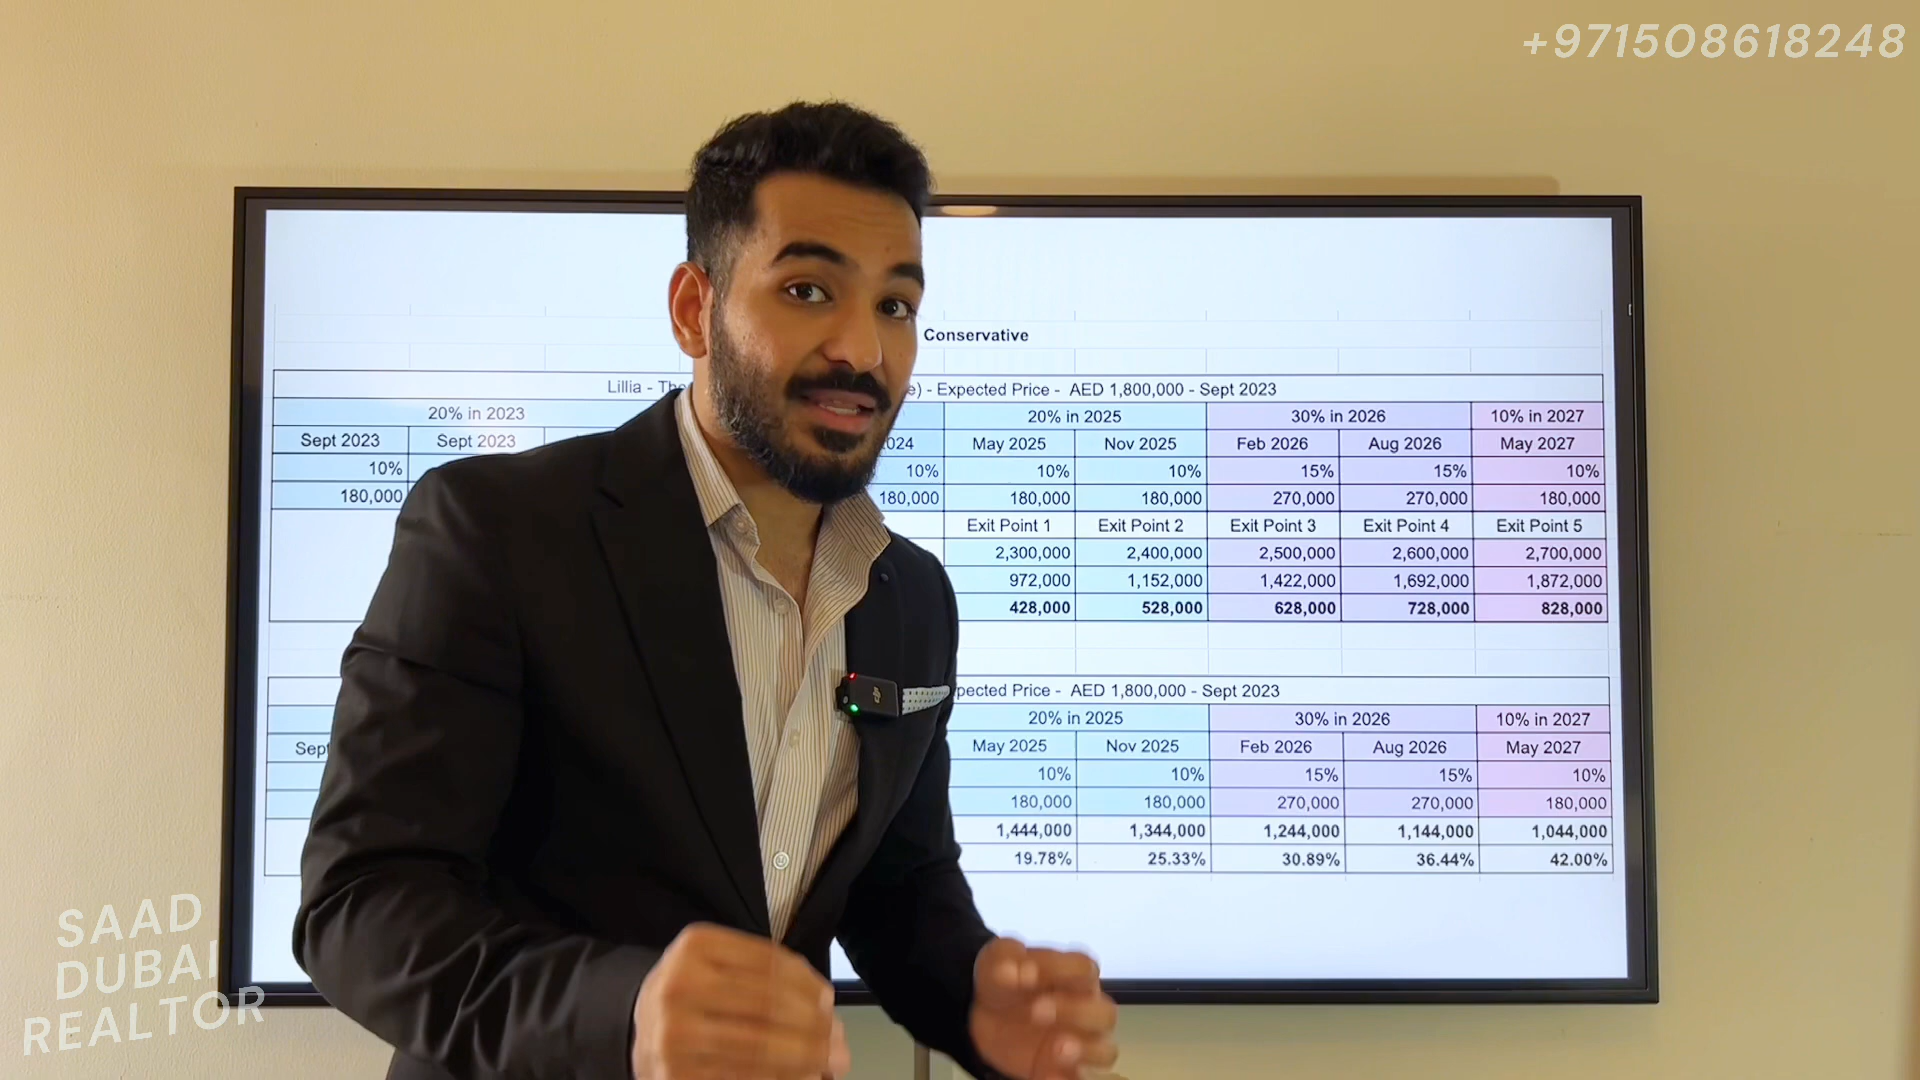 +971508618248
Conservative
Lillia - The e) - Expected Price - AED 1,800,000 - Sept 2023
20% in 2023 20% in 2025 30% in 2026 10% in 2027
Sept 2023 Sept 2023 024 May 2025 Nov 2025 Feb 2026 Aug 2026 May 2027
10% 10% 10% 10% 15% 15% 10%
180,000 180,000 180,000 180,000 270,000 270,000 180,000
Exit Point 1 Exit Point 2 Exit Point 3 Exit Point 4 Exit Point 5
2,300,000 2,400,000 2,500,000 2,600,000 2,700,000
972,000 1,152,000 1,422,000 1,692,000 1,872,000
428,000 528,000 628,000 728,000 828,000
pected Price - AED 1,800,000 - Sept 2023
20% in 2025 30% in 2026 10% in 2027
Sept May 2025 Nov 2025 Feb 2026 Aug 2026 May 2027
10% 10% 15% 15% 10%
180,000 180,000 270,000 270,000 180,000
1,444,000 1,344,000 1,244,000 1,144,000 1,044,000
19.78% 25.33% 30.89% 36.44% 42.00%
SAAD
DUBAI
REALTOR